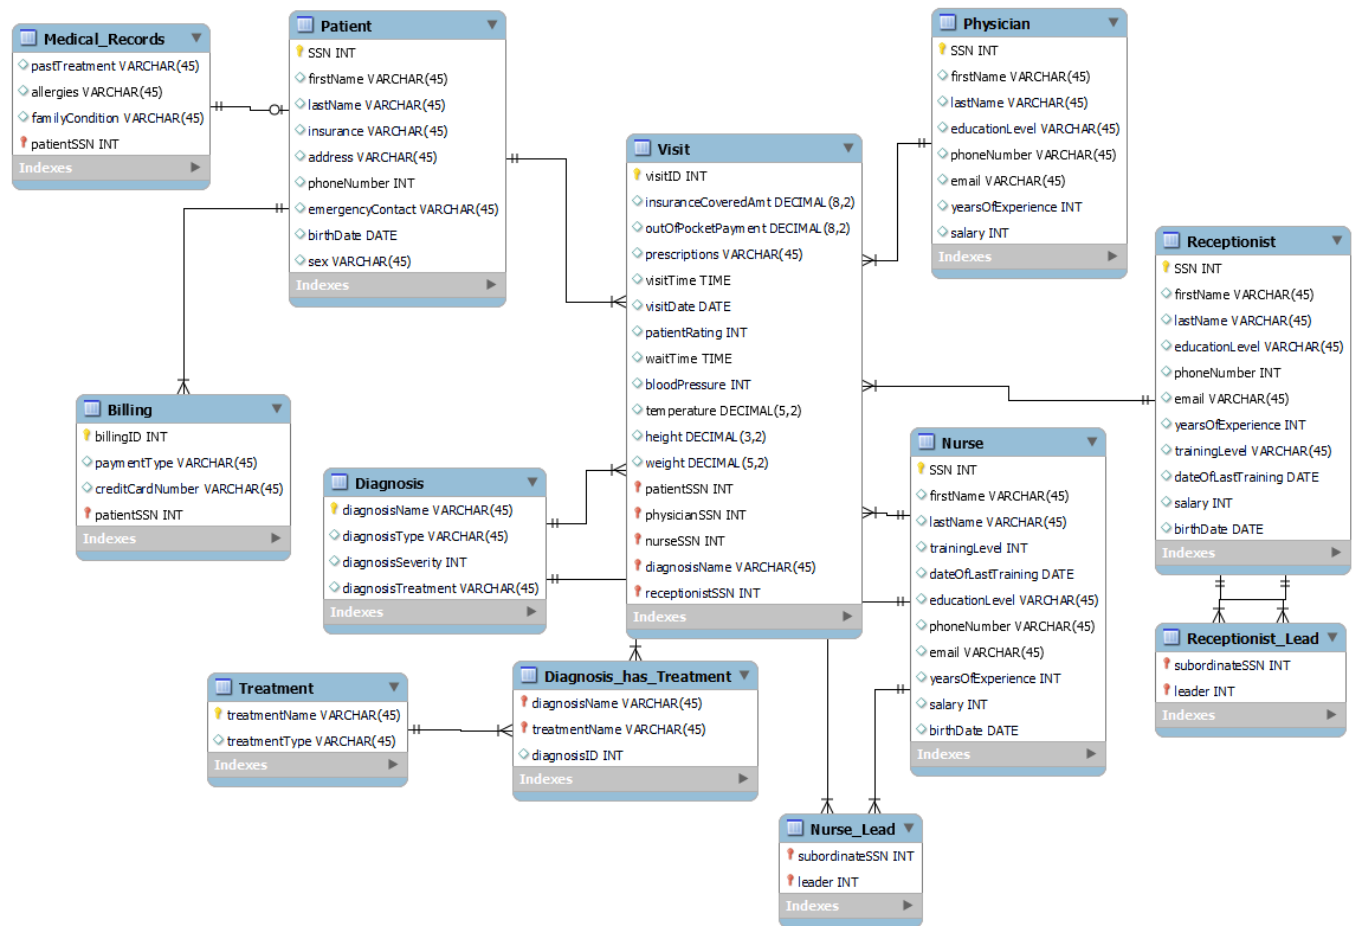 Medical_Records
pastTreatment VARCHAR(45)
allergies VARCHAR(45)
familyCondition VARCHAR(45)
patientSSN INT
Indexes
Patient
SSN INT
firstName VARCHAR(45)
lastName VARCHAR(45)
insurance VARCHAR(45)
address VARCHAR(45)
phoneNumber INT
emergencyContact VARCHAR(45)
birthDate DATE
sex VARCHAR(45)
Indexes
Physician
SSN INT
firstName VARCHAR(45)
lastName VARCHAR(45)
educationLevel VARCHAR(45)
phoneNumber VARCHAR(45)
email VARCHAR(45)
yearsOfExperience INT
salary INT
Indexes
Visit
visitID INT
insuranceCoveredAmt DECIMAL(8,2)
outOfPocketPayment DECIMAL(8,2)
prescriptions VARCHAR(45)
visitTime TIME
visitDate DATE
patientRating INT
waitTime TIME
bloodPressure INT
temperature DECIMAL(5,2)
height DECIMAL(3,2)
weight DECIMAL(5,2)
patientSSN INT
physicianSSN INT
nurseSSN INT
diagnosisName VARCHAR(45)
receptionistSSN INT
Indexes
Receptionist
SSN INT
firstName VARCHAR(45)
lastName VARCHAR(45)
educationLevel VARCHAR(45)
phoneNumber INT
email VARCHAR(45)
yearsOfExperience INT
trainingLevel VARCHAR(45)
dateOfLastTraining DATE
salary INT
birthDate DATE
Indexes
Billing
billingID INT
paymentType VARCHAR(45)
creditCardNumber VARCHAR(45)
patientSSN INT
Indexes
Diagnosis
diagnosisName VARCHAR(45)
diagnosisType VARCHAR(45)
diagnosisSeverity INT
diagnosisTreatment VARCHAR(45)
Indexes
Nurse
SSN INT
firstName VARCHAR(45)
lastName VARCHAR(45)
trainingLevel INT
dateOfLastTraining DATE
educationLevel VARCHAR(45)
phoneNumber VARCHAR(45)
email VARCHAR(45)
yearsOfExperience INT
salary INT
birthDate DATE
Indexes
Receptionist_Lead
subordinateSSN INT
leader INT
Indexes
Treatment
treatmentName VARCHAR(45)
treatmentType VARCHAR(45)
Indexes
Diagnosis_has_Treatment
diagnosisName VARCHAR(45)
treatmentName VARCHAR(45)
diagnosisID INT
Indexes
Nurse_Lead
subordinateSSN INT
leader INT
Indexes